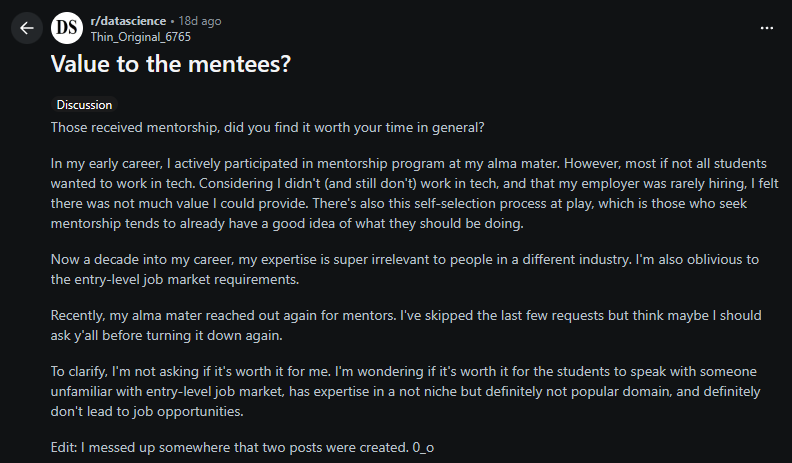 r/datascience • 18d ago
DS
Thin_Original_6765
Value to the mentees?
Discussion
Those received mentorship, did you find it worth your time in general?
In my early career, I actively participated in mentorship program at my alma mater. However, most if not all students
wanted to work in tech. Considering I didn't (and still don't) work in tech, and that my employer was rarely hiring, I felt
there was not much value I could provide. There's also this self-selection process at play, which is those who seek
mentorship tends to already have a good idea of what they should be doing.
Now a decade into my career, my expertise is super irrelevant to people in a different industry. I'm also oblivious to
the entry-level job market requirements.
Recently, my alma mater reached out again for mentors. I've skipped the last few requests but think maybe I should
ask y'all before turning it down again.
To clarify, I'm not asking if it's worth it for me. I'm wondering if it's worth it for the students to speak with someone
unfamiliar with entry-level job market, has expertise in a not niche but definitely not popular domain, and definitely
don't lead to job opportunities.
Edit: I messed up somewhere that two posts were created. 0_o